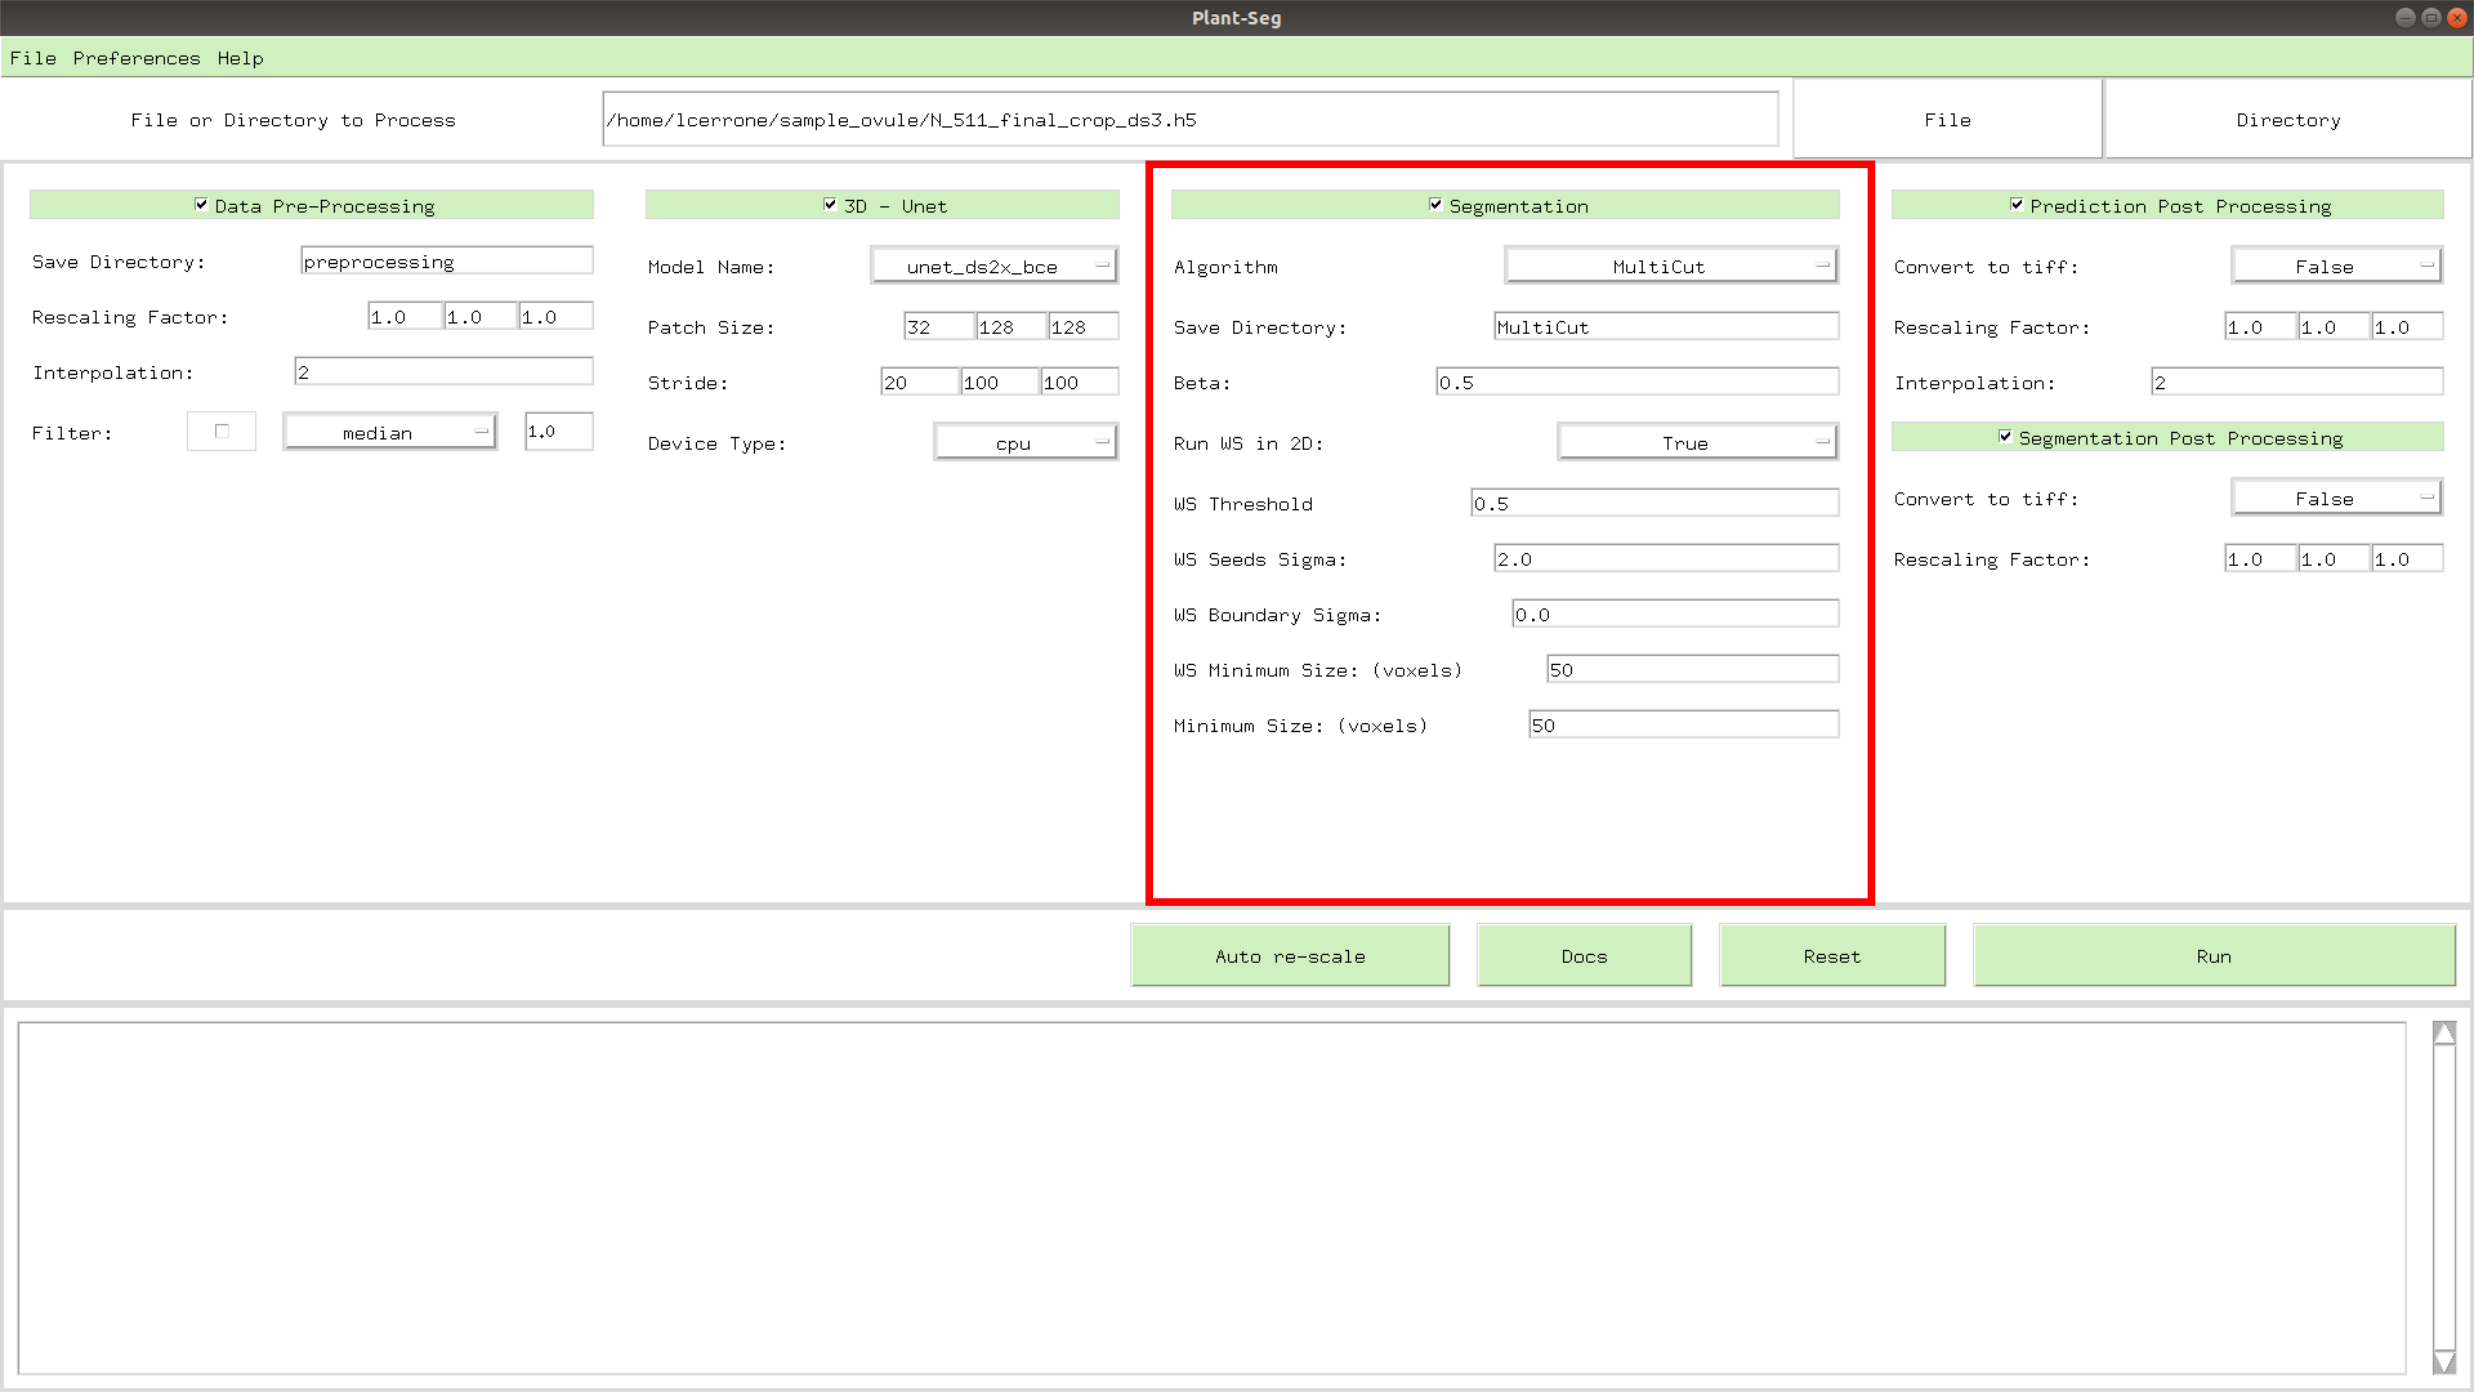 Plant-Seg
File Preferences Help
File or Directory to Process /home/lcerrone/sample_ovule/N_511_final_crop_ds3.h5 File Directory
Data Pre-Processing
Save Directory: preprocessing
Rescaling Factor: 1.0 1.0 1.0
Interpolation: 2
Filter: median 1.0
3D - Unet
Model Name: unet_ds2x_bce
Patch Size: 32 128 128
Stride: 20 100 100
Device Type: cpu
Segmentation
Algorithm MultiCut
Save Directory: MultiCut
Beta: 0.5
Run WS in 2D: True
WS Threshold 0.5
WS Seeds Sigma: 2.0
WS Boundary Sigma: 0.0
WS Minimum Size: (voxels) 50
Minimum Size: (voxels) 50
Prediction Post Processing
Convert to tiff: False
Rescaling Factor: 1.0 1.0 1.0
Interpolation: 2
Segmentation Post Processing
Convert to tiff: False
Rescaling Factor: 1.0 1.0 1.0
Auto re-scale Docs Reset Run